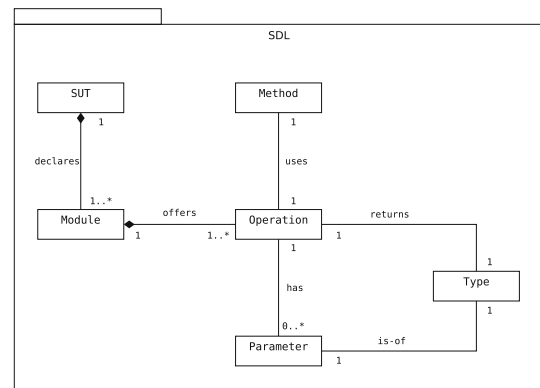 SDL
SUT
Method
1
1
declares
uses
1..*
1
Module
offers
Operation
returns
1
1..*
1
1
1
has
Type
0..*
1
Parameter
is-of
1